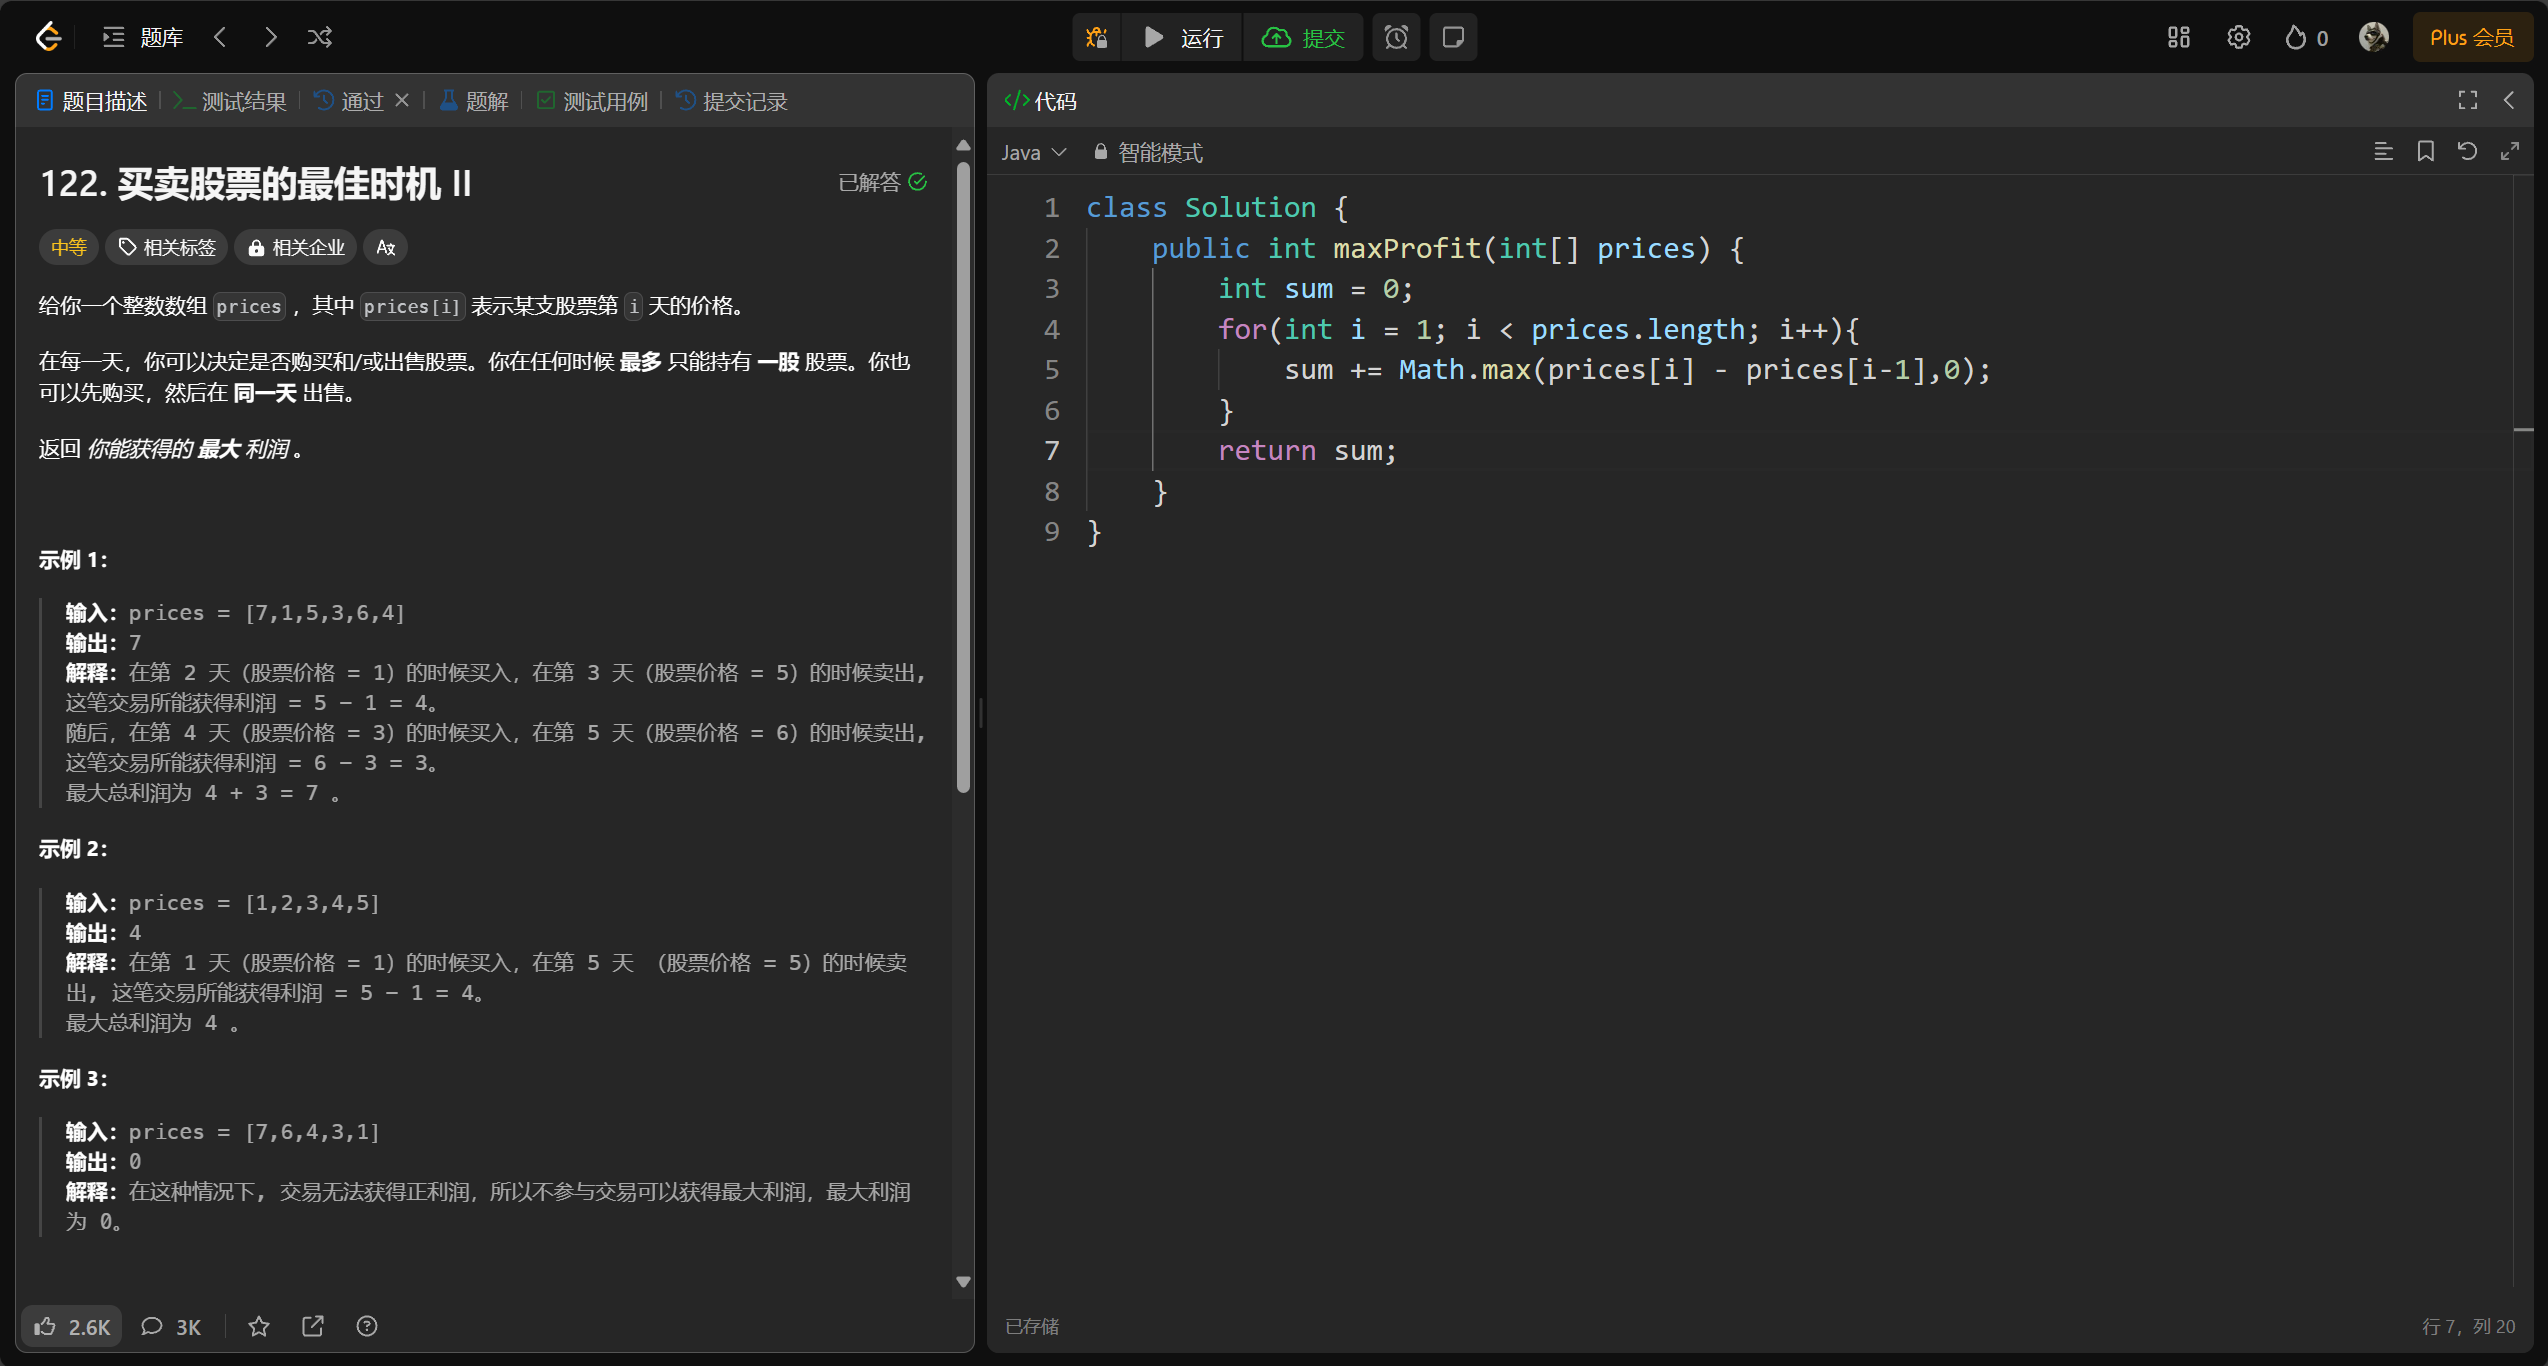 题库
运行
提交
0
Plus 会员
题目描述
测试结果
通过
题解
测试用例
提交记录
122. 买卖股票的最佳时机 II
已解答
中等
相关标签
相关企业
给你一个整数数组 prices ，其中 prices[i] 表示某支股票第 i 天的价格。
在每一天，你可以决定是否购买和/或出售股票。你在任何时候 最多 只能持有 一股 股票。你也
可以先购买，然后在 同一天 出售。
返回 你能获得的 最大 利润 。
示例 1：
输入：prices = [7,1,5,3,6,4]
输出：7
解释：在第 2 天（股票价格 = 1）的时候买入，在第 3 天（股票价格 = 5）的时候卖出,
这笔交易所能获得利润 = 5 - 1 = 4。
随后，在第 4 天（股票价格 = 3）的时候买入，在第 5 天（股票价格 = 6）的时候卖出,
这笔交易所能获得利润 = 6 - 3 = 3。
最大总利润为 4 + 3 = 7 。
示例 2：
输入：prices = [1,2,3,4,5]
输出：4
解释：在第 1 天（股票价格 = 1）的时候买入，在第 5 天 （股票价格 = 5）的时候卖
出, 这笔交易所能获得利润 = 5 - 1 = 4。
最大总利润为 4 。
示例 3：
输入：prices = [7,6,4,3,1]
输出：0
解释：在这种情况下, 交易无法获得正利润，所以不参与交易可以获得最大利润，最大利润
为 0。
2.6K
3K
</> 代码
Java
智能模式
1 class Solution {
2     public int maxProfit(int[] prices) {
3         int sum = 0;
4         for(int i = 1; i < prices.length; i++){
5             sum += Math.max(prices[i] - prices[i-1],0);
6         }
7         return sum;
8     }
9 }
已存储
行 7，列 20